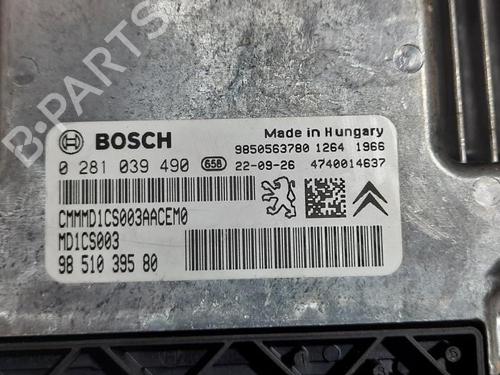 BOSCH
Made in Hungary
9850563780 1264 1966
0 281 039 490 658 22-09-26 4740014637
CMMMD1CS003AACEM0
MD1CS003
98 510 395 80
B-PARTS